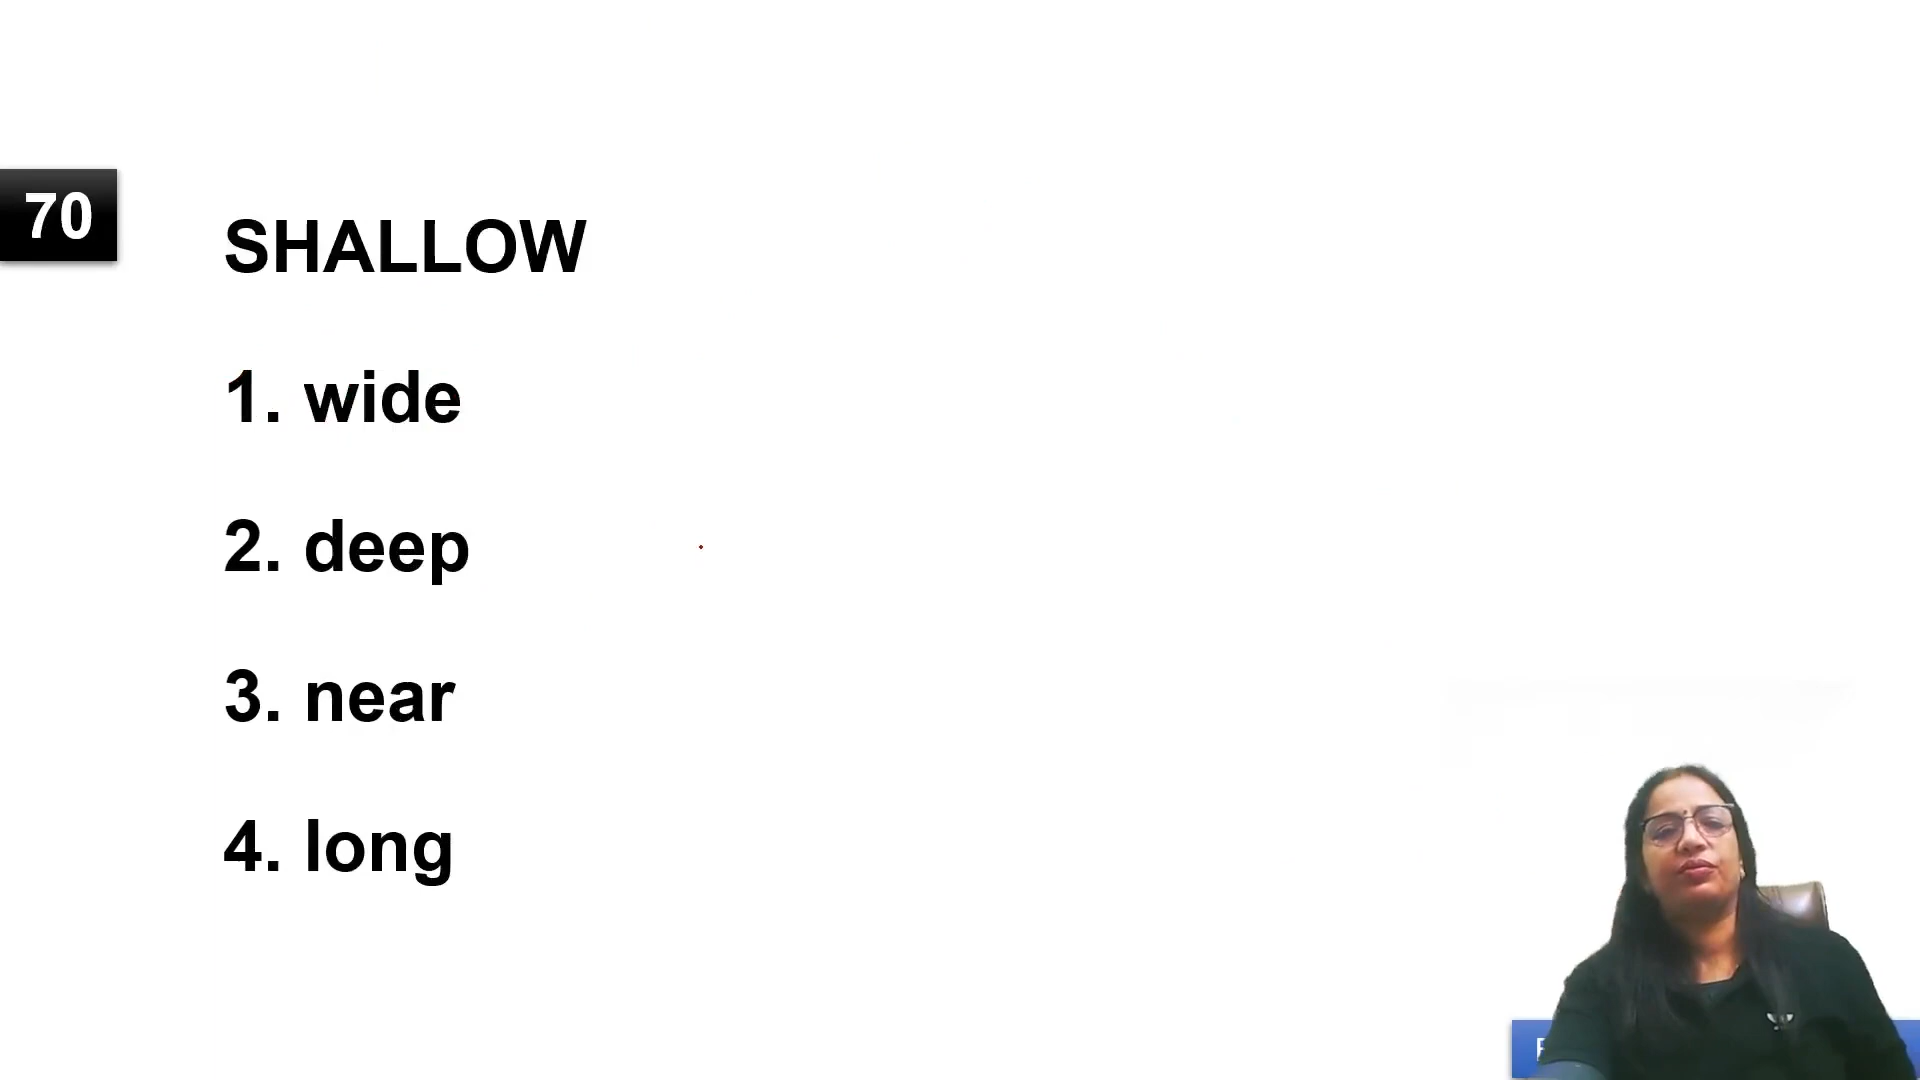 70
SHALLOW
1. wide
2. deep
3. near
4. long